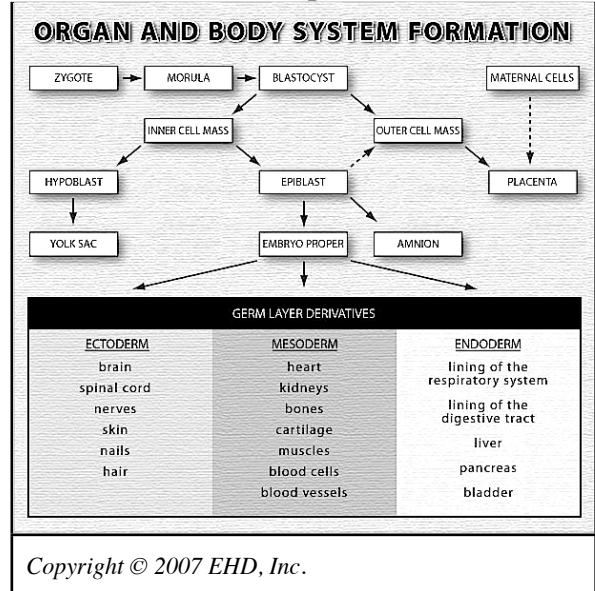 ORGAN AND BODY SYSTEM FORMATION
ZYGOTE
MORULA
BLASTOCYST
MATERNAL CELLS
INNER CELL MASS
OUTER CELL MASS
HYPOBLAST
EPIBLAST
PLACENTA
YOLK SAC
EMBRYO PROPER
AMNION
GERM LAYER DERIVATIVES
ECTODERM
brain
spinal cord
nerves
skin
nails
hair
MESODERM
heart
kidneys
bones
cartilage
muscles
blood cells
blood vessels
ENDODERM
lining of the
respiratory system
lining of the
digestive tract
liver
pancreas
bladder
Copyright © 2007 EHD, Inc.